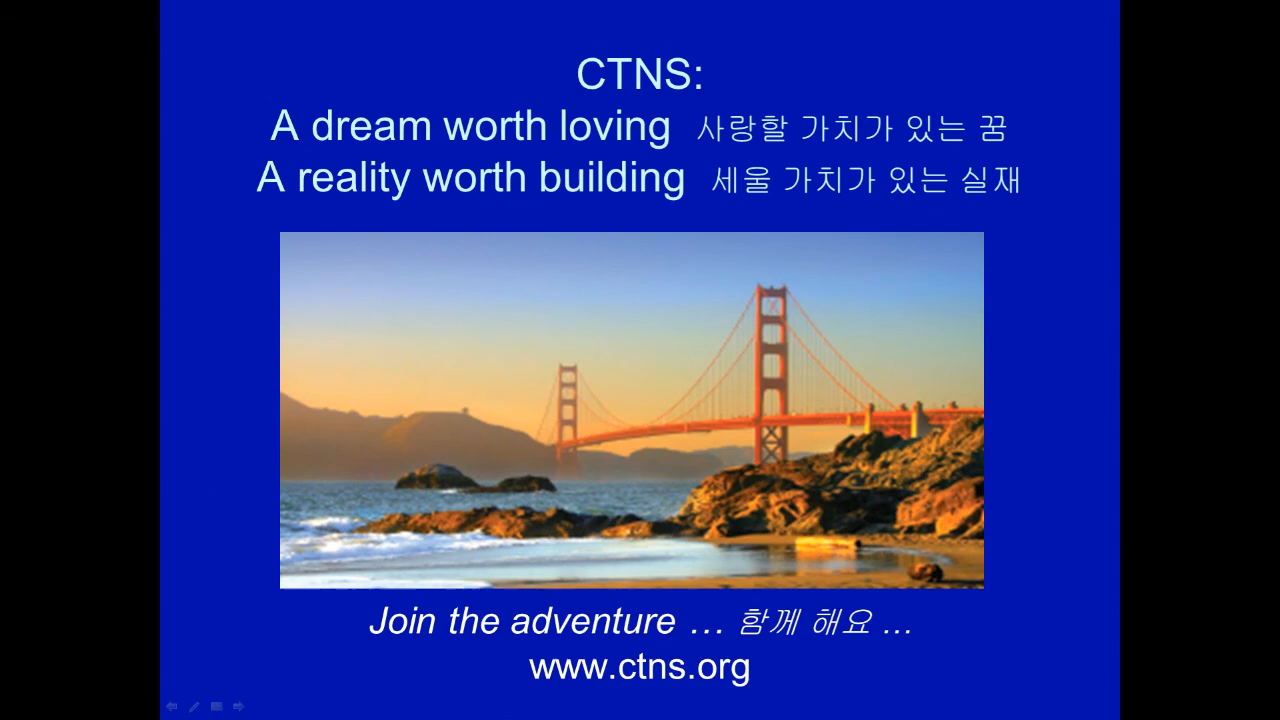 CTNS:
A dream worth loving 사랑할 가치가 있는 꿈
A reality worth building 세울 가치가 있는 실재
Join the adventure … 함께 해요 …
www.ctns.org